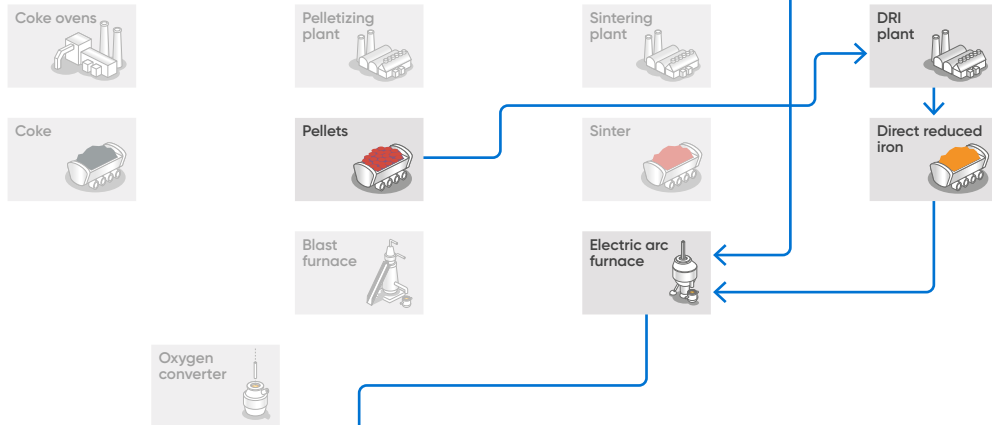 Coke ovens
Pelletizing
plant
Sintering
plant
DRI
plant
Coke
Pellets
Sinter
Direct reduced
iron
Blast
furnace
Electric arc
furnace
Oxygen
converter